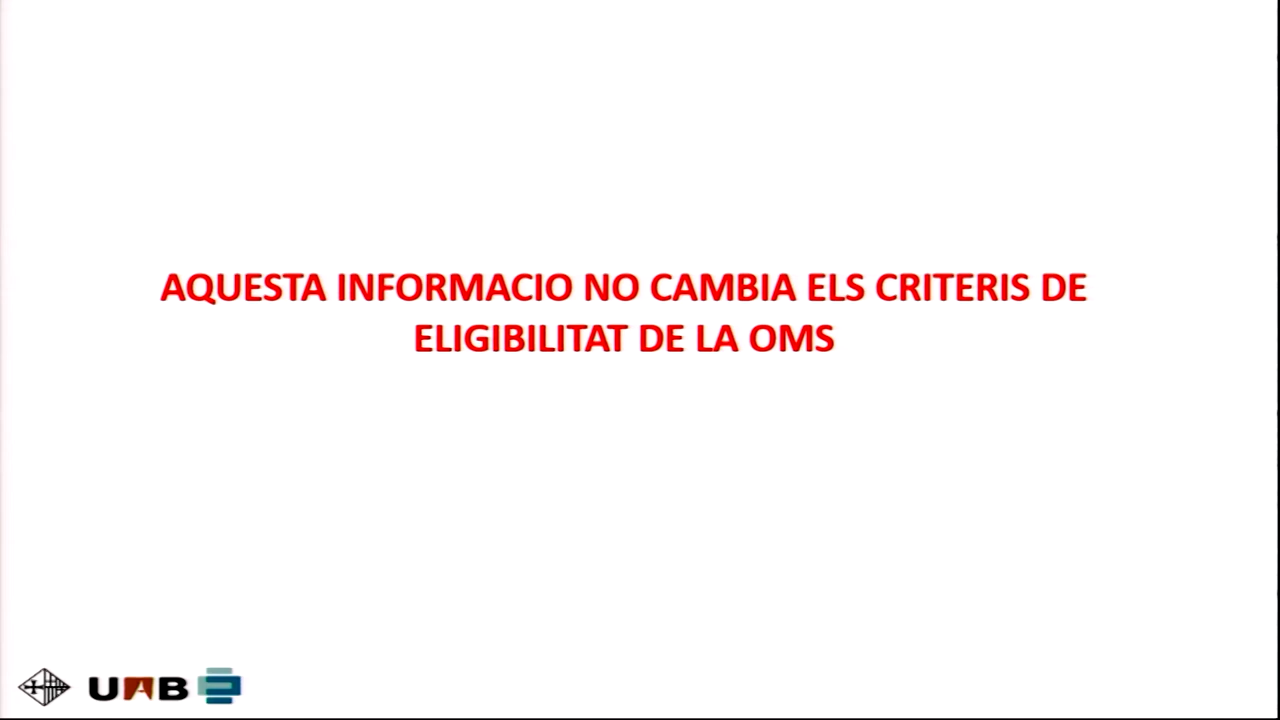 AQUESTA INFORMACIO NO CAMBIA ELS CRITERIS DE
ELIGIBILITAT DE LA OMS
UAB